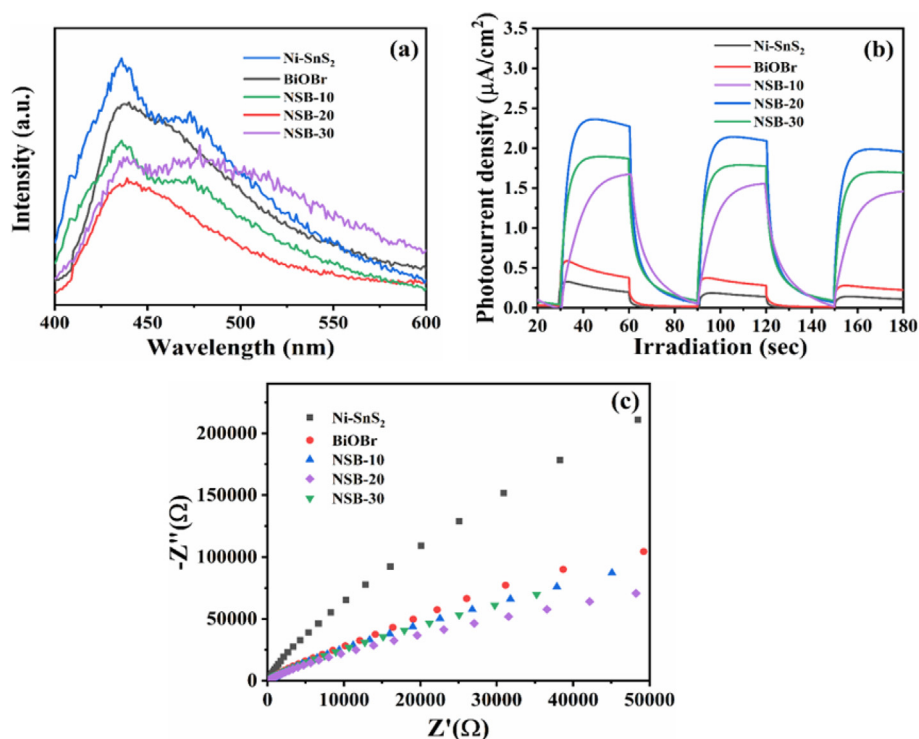 (a)
Ni-SnS₂
BiOBr
NSB-10
NSB-20
NSB-30
Intensity (a.u.)
400 450 500 550 600
Wavelength (nm)
(b)
Ni-SnS₂
BiOBr
NSB-10
NSB-20
NSB-30
Photocurrent density (μA/cm²)
3.5
3.0
2.5
2.0
1.5
1.0
0.5
0.0
20 40 60 80 100 120 140 160 180
Irradiation (sec)
(c)
Ni-SnS₂
BiOBr
NSB-10
NSB-20
NSB-30
-Z"(Ω)
200000
150000
100000
50000
0
0 10000 20000 30000 40000 50000
Z'(Ω)